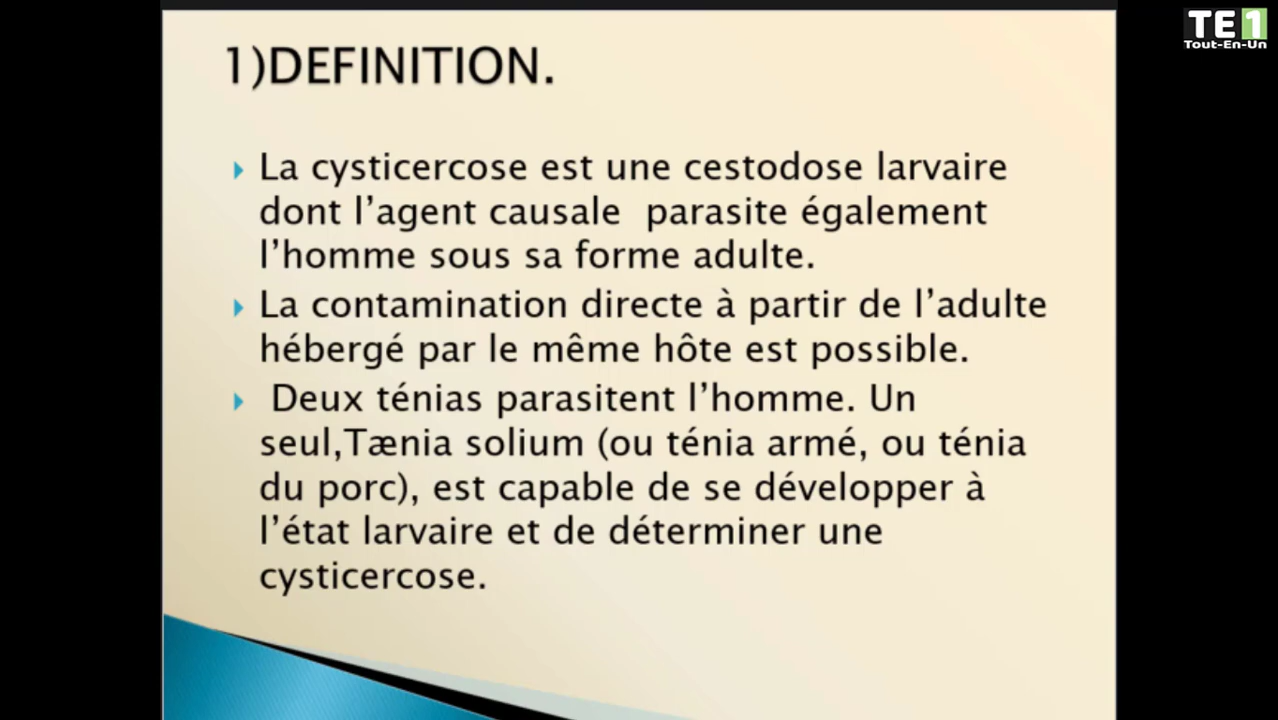 TE1
Tout-En-Un
1)DEFINITION.
La cysticercose est une cestodose larvaire
dont l’agent causale  parasite également
l’homme sous sa forme adulte.
La contamination directe à partir de l’adulte
hébergé par le même hôte est possible.
Deux ténias parasitent l’homme. Un
seul,Tænia solium (ou ténia armé, ou ténia
du porc), est capable de se développer à
l’état larvaire et de déterminer une
cysticercose.